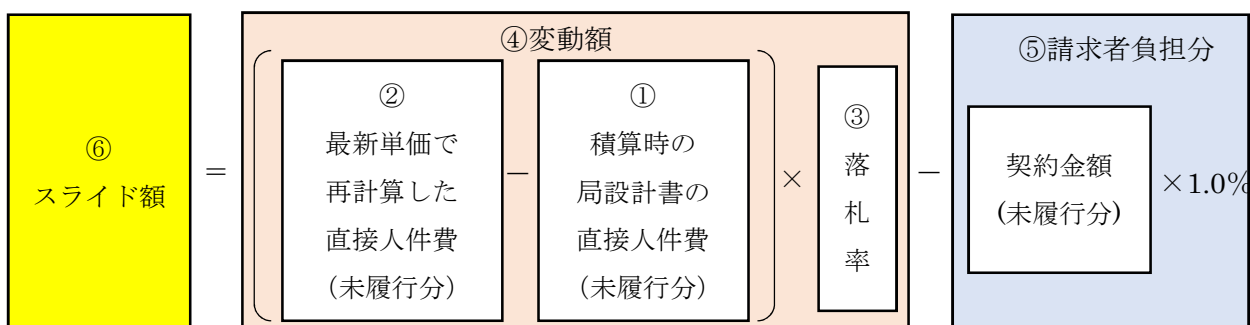 ⑥
スライド額
=
④変動額
②
最新単価で
再計算した
直接人件費
(未履行分)
−
①
積算時の
局設計書の
直接人件費
(未履行分)
×
③
落
札
率
−
⑤請求者負担分
契約金額
(未履行分)
×1.0%